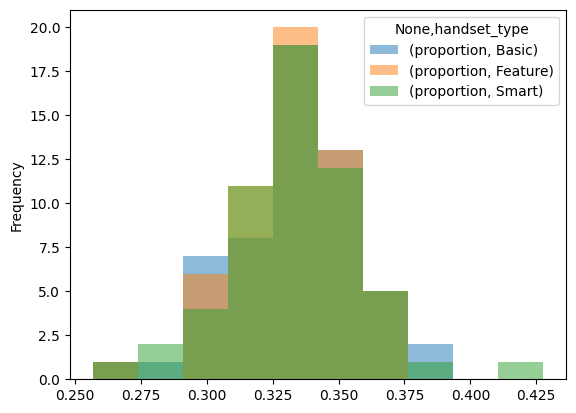 None,handset_type
(proportion, Basic)
(proportion, Feature)
(proportion, Smart)
Frequency
20.0
17.5
15.0
12.5
10.0
7.5
5.0
2.5
0.0
0.250 0.275 0.300 0.325 0.350 0.375 0.400 0.425